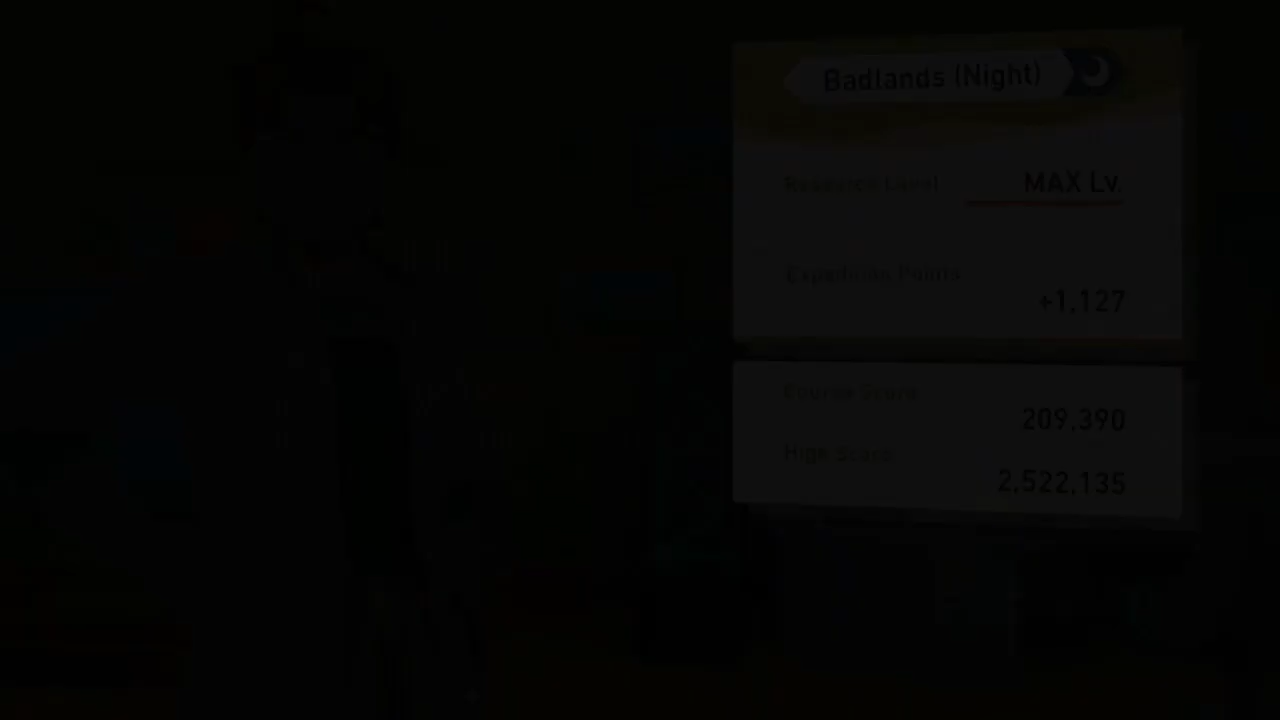 Badlands (Night)
Research Level
MAX Lv.
Expedition Points
+1,127
Course Score
209,390
High Score
2,522,135